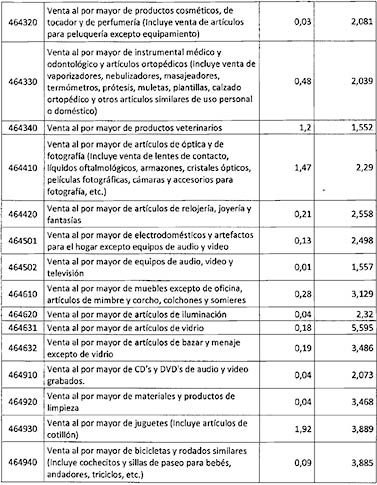 464320 Venta al por mayor de productos cosméticos, de
tocador y de perfumería (Incluye venta de artículos
para peluquería excepto equipamiento) 0,03 2,081
464330 Venta al por mayor de instrumental médico y
odontológico y artículos ortopédicos (Incluye venta de
vaporizadores, nebulizadores, masajeadores,
termómetros, prótesis, muletas, plantillas, calzado
ortopédico y otros artículos similares de uso personal
o doméstico) 0,48 2,039
464340 Venta al por mayor de productos veterinarios 1,2 1,552
464410 Venta al por mayor de artículos de óptica y de
fotografía (Incluye venta de lentes de contacto,
líquidos oftalmológicos, armazones, cristales ópticos,
películas fotográficas, cámaras y accesorios para
fotografía, etc.) 1,47 2,29
464420 Venta al por mayor de artículos de relojería, joyería y
fantasías 0,21 2,558
464501 Venta al por mayor de electrodomésticos y artefactos
para el hogar excepto equipos de audio y video 0,13 2,498
464502 Venta al por mayor de equipos de audio, video y
televisión 0,01 1,557
464610 Venta al por mayor de muebles excepto de oficina,
artículos de mimbre y corcho, colchones y somieres 0,28 3,129
464620 Venta al por mayor de artículos de iluminación 0,04 2,32
464631 Venta al por mayor de artículos de vidrio 0,18 5,595
464632 Venta al por mayor de artículos de bazar y menaje
excepto de vidrio 0,19 3,486
464910 Venta al por mayor de CD's y DVD's de audio y video
grabados. 0,04 2,073
464920 Venta al por mayor de materiales y productos de
limpieza 0,04 3,468
464930 Venta al por mayor de juguetes (Incluye artículos de
cotillón) 1,92 3,889
464940 Venta al por mayor de bicicletas y rodados similares
(Incluye cochecitos y sillas de paseo para bebés,
andadores, triciclos, etc.) 0,09 3,885